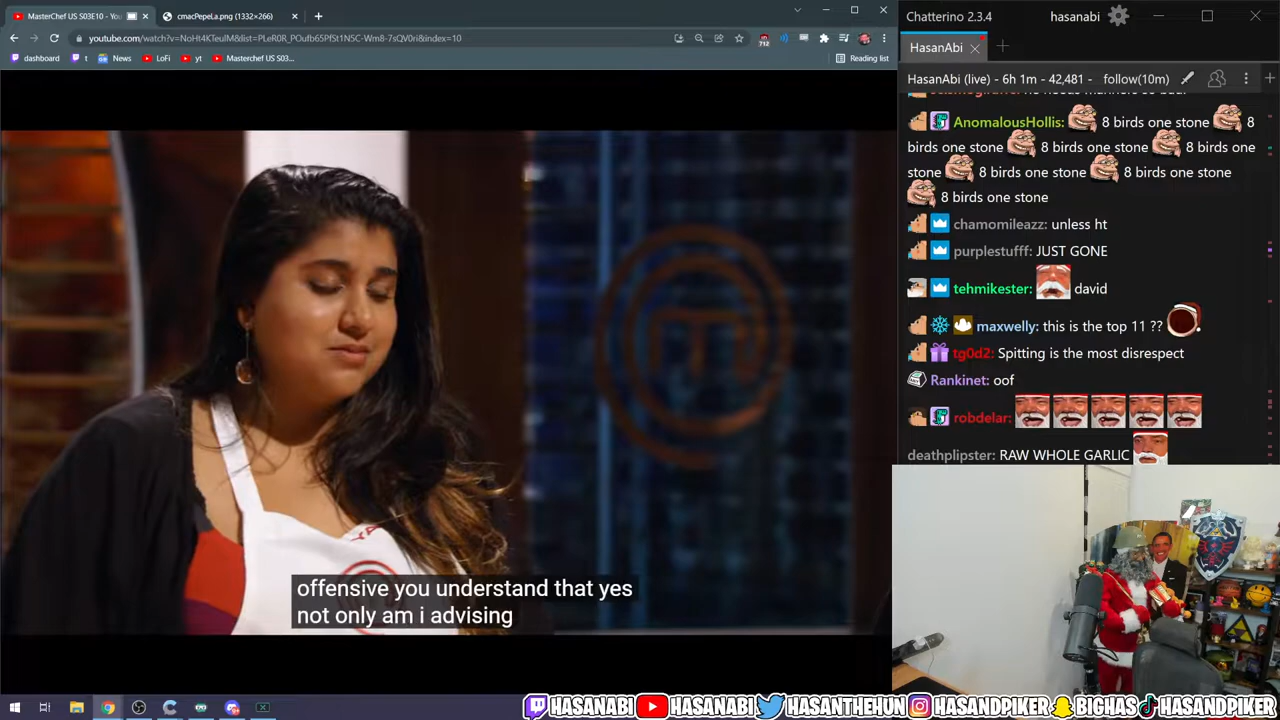 MasterChef US S03E10 - You
cmacPepeLa.png (1332×266)
youtube.com/watch?v=NoHt4KTeulM&list=PLeR0R_POufb65PfSt1N5C-Wm8-7sQV0ri&index=10
712
dashboard
t
News
LoFi
yt
Masterchef US S03...
Reading list
offensive you understand that yes
not only am i advising
Chatterino 2.3.4
hasanabi
HasanAbi
HasanAbi (live) - 6h 1m - 42,481 -
follow(10m)
AnomalousHollis: 8 birds one stone 8
birds one stone 8 birds one stone 8 birds one
stone 8 birds one stone 8 birds one stone
8 birds one stone
chamomileazz: unless ht
purplestufff: JUST GONE
tehmikester: david
maxwelly: this is the top 11 ??
tg0d2: Spitting is the most disrespect
Rankinet: oof
robdelar:
deathplipster: RAW WHOLE GARLIC
HASANABI
HASANABI
HASANTHEHUN
HASANDPIKER
BIGHAS
HASANDPIKER